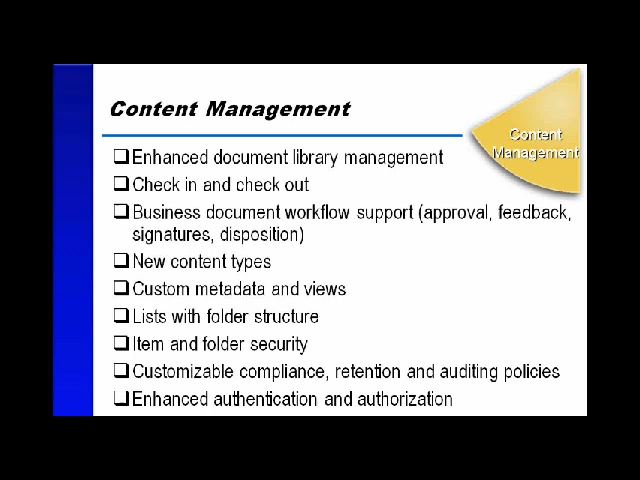 Content Management
Content
Management
Enhanced document library management
Check in and check out
Business document workflow support (approval, feedback,
signatures, disposition)
New content types
Custom metadata and views
Lists with folder structure
Item and folder security
Customizable compliance, retention and auditing policies
Enhanced authentication and authorization